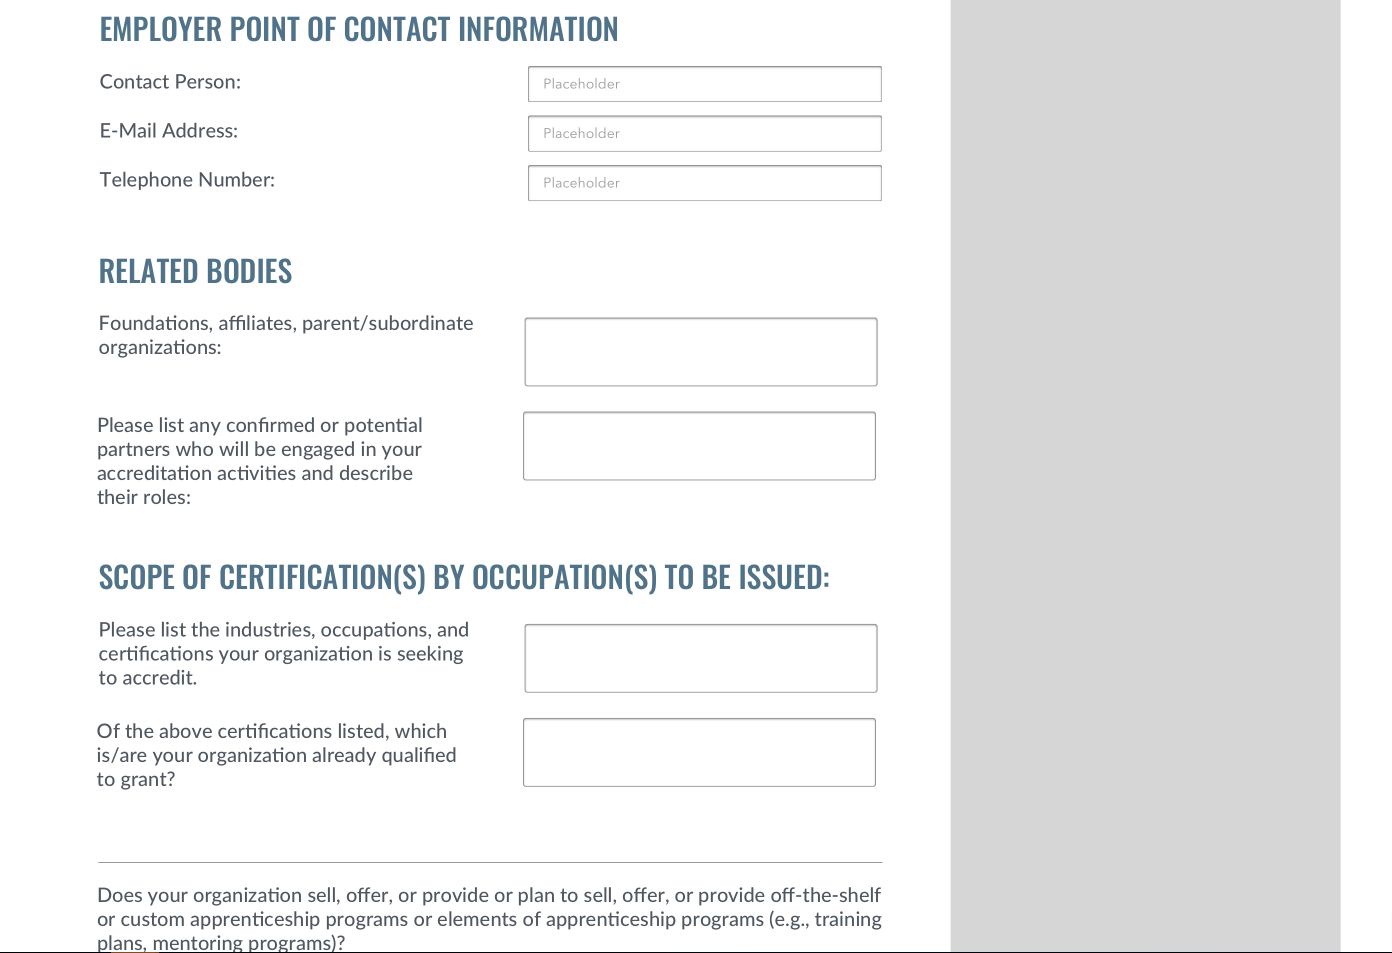 EMPLOYER POINT OF CONTACT INFORMATION
Contact Person:
Placeholder
E-Mail Address:
Placeholder
Telephone Number:
Placeholder
RELATED BODIES
Foundations, affiliates, parent/subordinate
organizations:
Please list any confirmed or potential
partners who will be engaged in your
accreditation activities and describe
their roles:
SCOPE OF CERTIFICATION(S) BY OCCUPATION(S) TO BE ISSUED:
Please list the industries, occupations, and
certifications your organization is seeking
to accredit.
Of the above certifications listed, which
is/are your organization already qualified
to grant?
Does your organization sell, offer, or provide or plan to sell, offer, or provide off-the-shelf
or custom apprenticeship programs or elements of apprenticeship programs (e.g., training
plans, mentoring programs)?